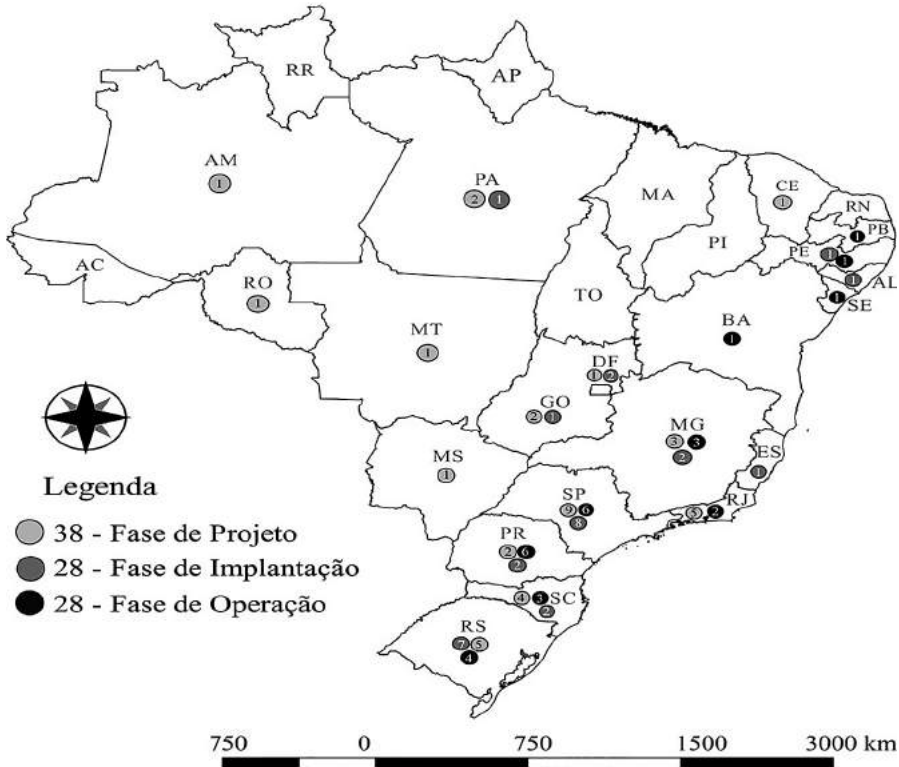 RR
AP
AM
1
PA
2 1
MA
CE
1
RN
PB
1
PI
PE
1
1
AC
RO
1
TO
1
AL
1
SE
MT
1
BA
1
DF
1 2
GO
2 1
MG
3 3
2
ES
1
MS
1
SP
9 6
8
RJ
5 2
PR
2 6
2
SC
4 3
2
RS
7 5
4
Legenda
38 - Fase de Projeto
28 - Fase de Implantação
28 - Fase de Operação
750 0 750 1500 3000 km